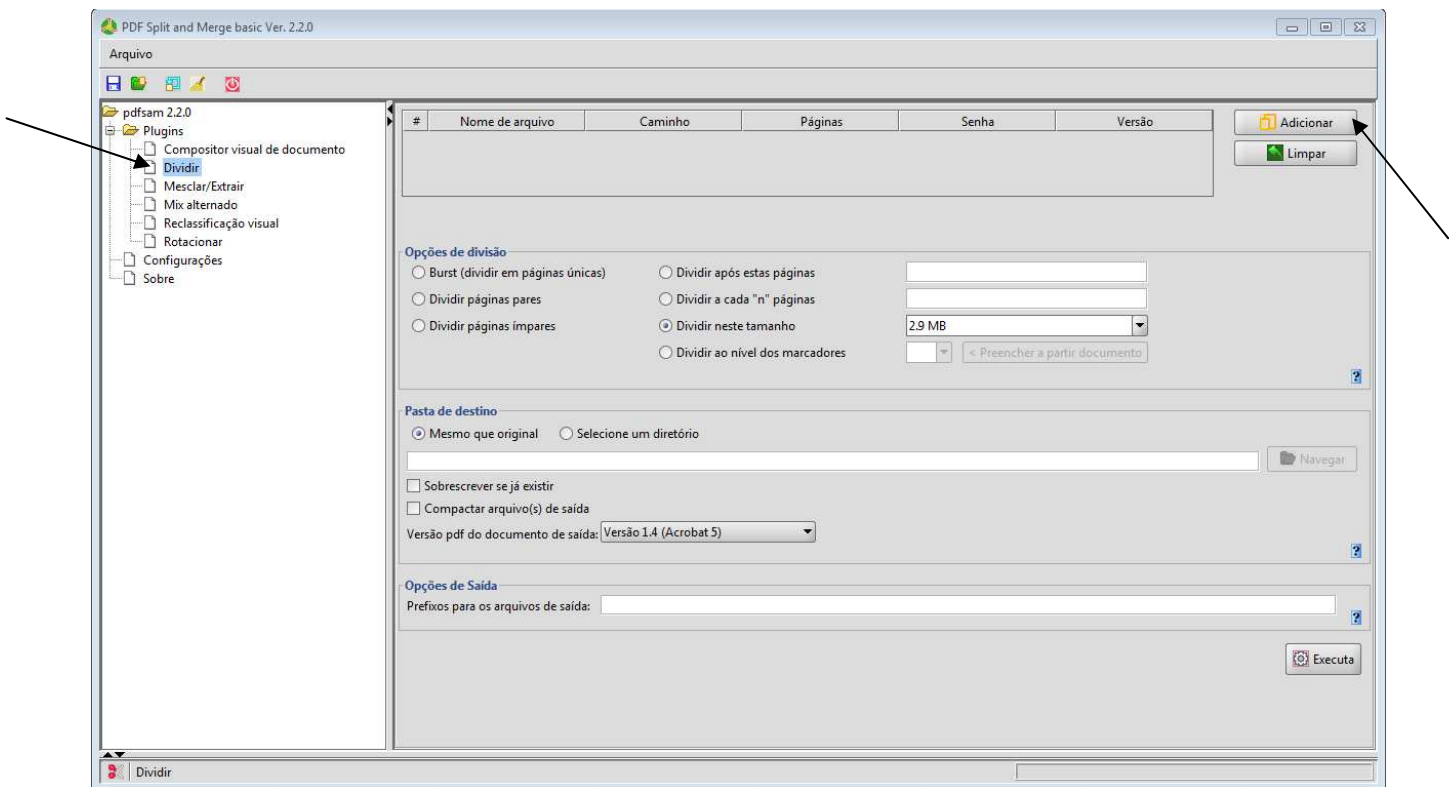 PDF Split and Merge basic Ver. 2.2.0
Arquivo
pdfsam 2.2.0
Plugins
Compositor visual de documento
Dividir
Mesclar/Extrair
Mix alternado
Reclassificação visual
Rotacionar
Configurações
Sobre
# Nome de arquivo Caminho Páginas Senha Versão
Adicionar
Limpar
Opções de divisão
Burst (dividir em páginas únicas) Dividir após estas páginas
Dividir páginas pares Dividir a cada "n" páginas
Dividir páginas ímpares Dividir neste tamanho 2.9 MB
Dividir ao nível dos marcadores < Preencher a partir documento
?
Pasta de destino
Mesmo que original Selecione um diretório
Navegar
Sobrescrever se já existir
Compactar arquivo(s) de saída
Versão pdf do documento de saída: Versão 1.4 (Acrobat 5)
?
Opções de Saída
Prefixos para os arquivos de saída:
?
Executa
Dividir